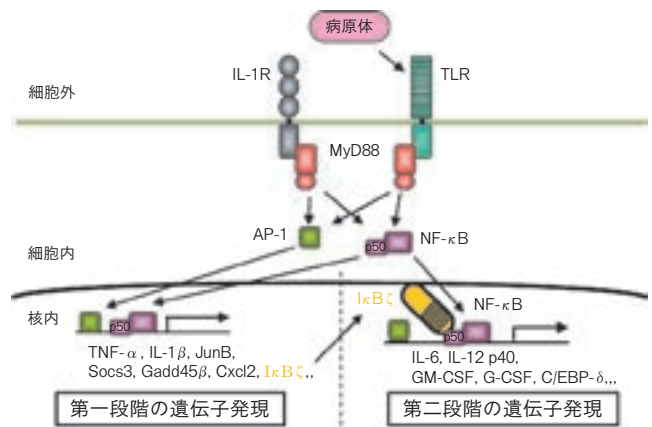 病原体
IL-1R
TLR
細胞外
MyD88
AP-1
p50
NF-κB
細胞内
IκBζ
NF-κB
核内
p50
p50
TNF-α, IL-1β, JunB,
Socs3, Gadd45β, Cxcl2, IκBζ,,,
IL-6, IL-12 p40,
GM-CSF, G-CSF, C/EBP-δ,,,
第一段階の遺伝子発現
第二段階の遺伝子発現